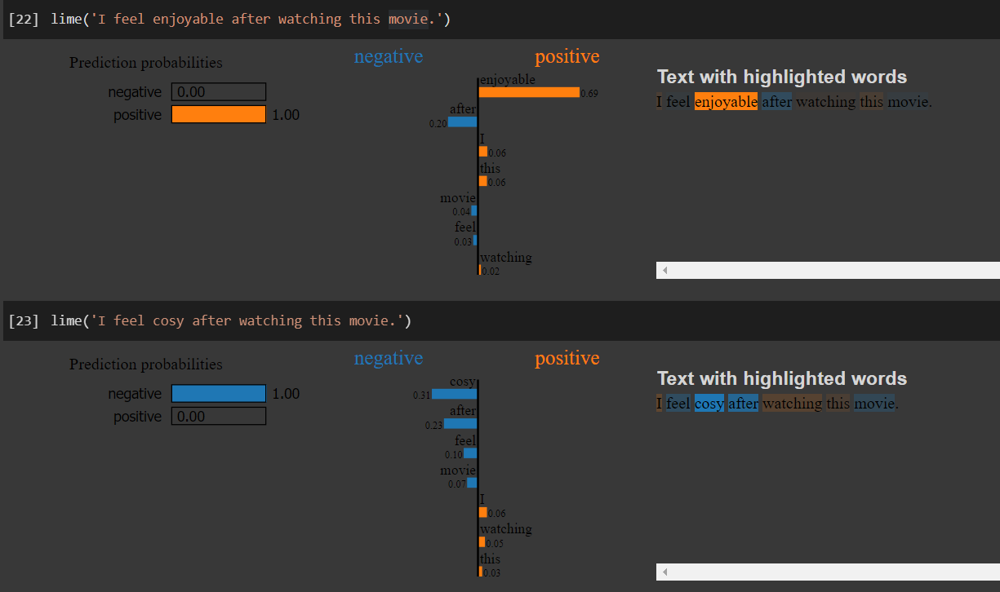 [22] lime('I feel enjoyable after watching this movie.')
Prediction probabilities
negative 0.00
positive 1.00
negative positive
enjoyable
0.69
after
0.20
I
0.06
this
0.06
movie
0.04
feel
0.03
watching
0.02
Text with highlighted words
I feel enjoyable after watching this movie.
[23] lime('I feel cosy after watching this movie.')
Prediction probabilities
negative 1.00
positive 0.00
negative positive
cosy
0.31
after
0.23
feel
0.10
movie
0.07
I
0.06
watching
0.05
this
0.03
Text with highlighted words
I feel cosy after watching this movie.